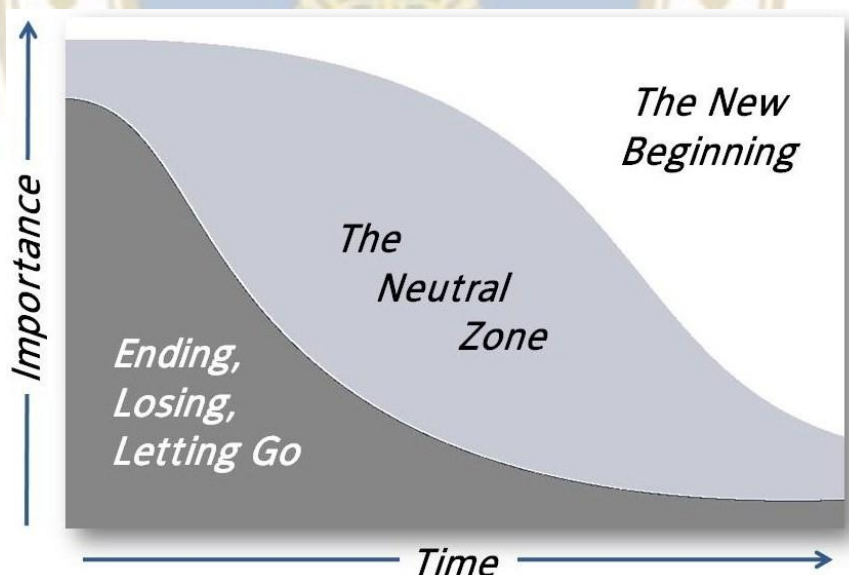 The New
Beginning
The
Neutral
Zone
Ending,
Losing,
Letting Go
Importance
Time